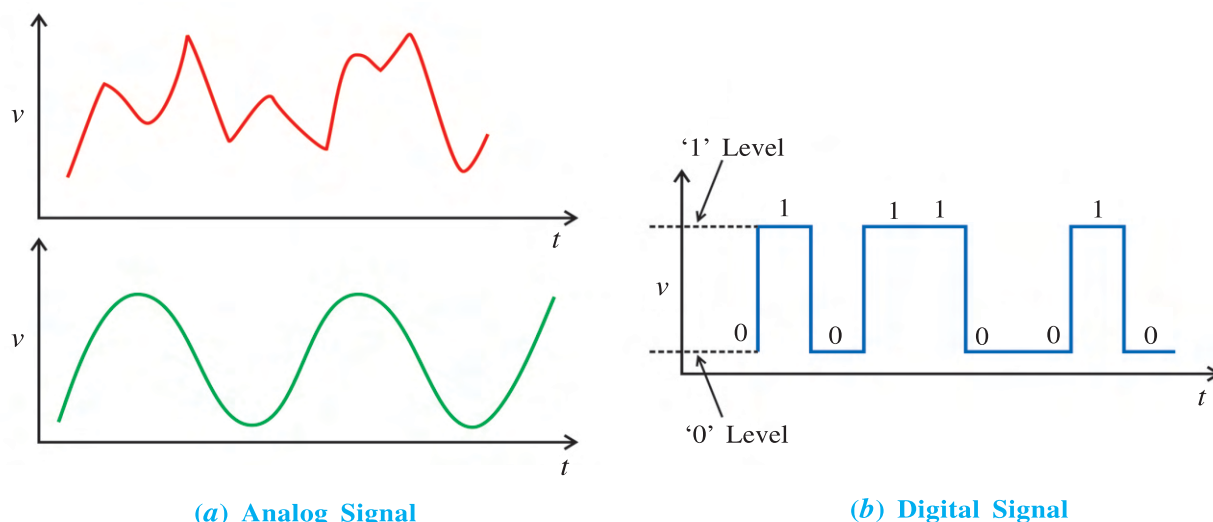 v
t
v
t
(a) Analog Signal
‘1’ Level
1
1 1
1
v
0
0
0
0
0
t
‘0’ Level
(b) Digital Signal